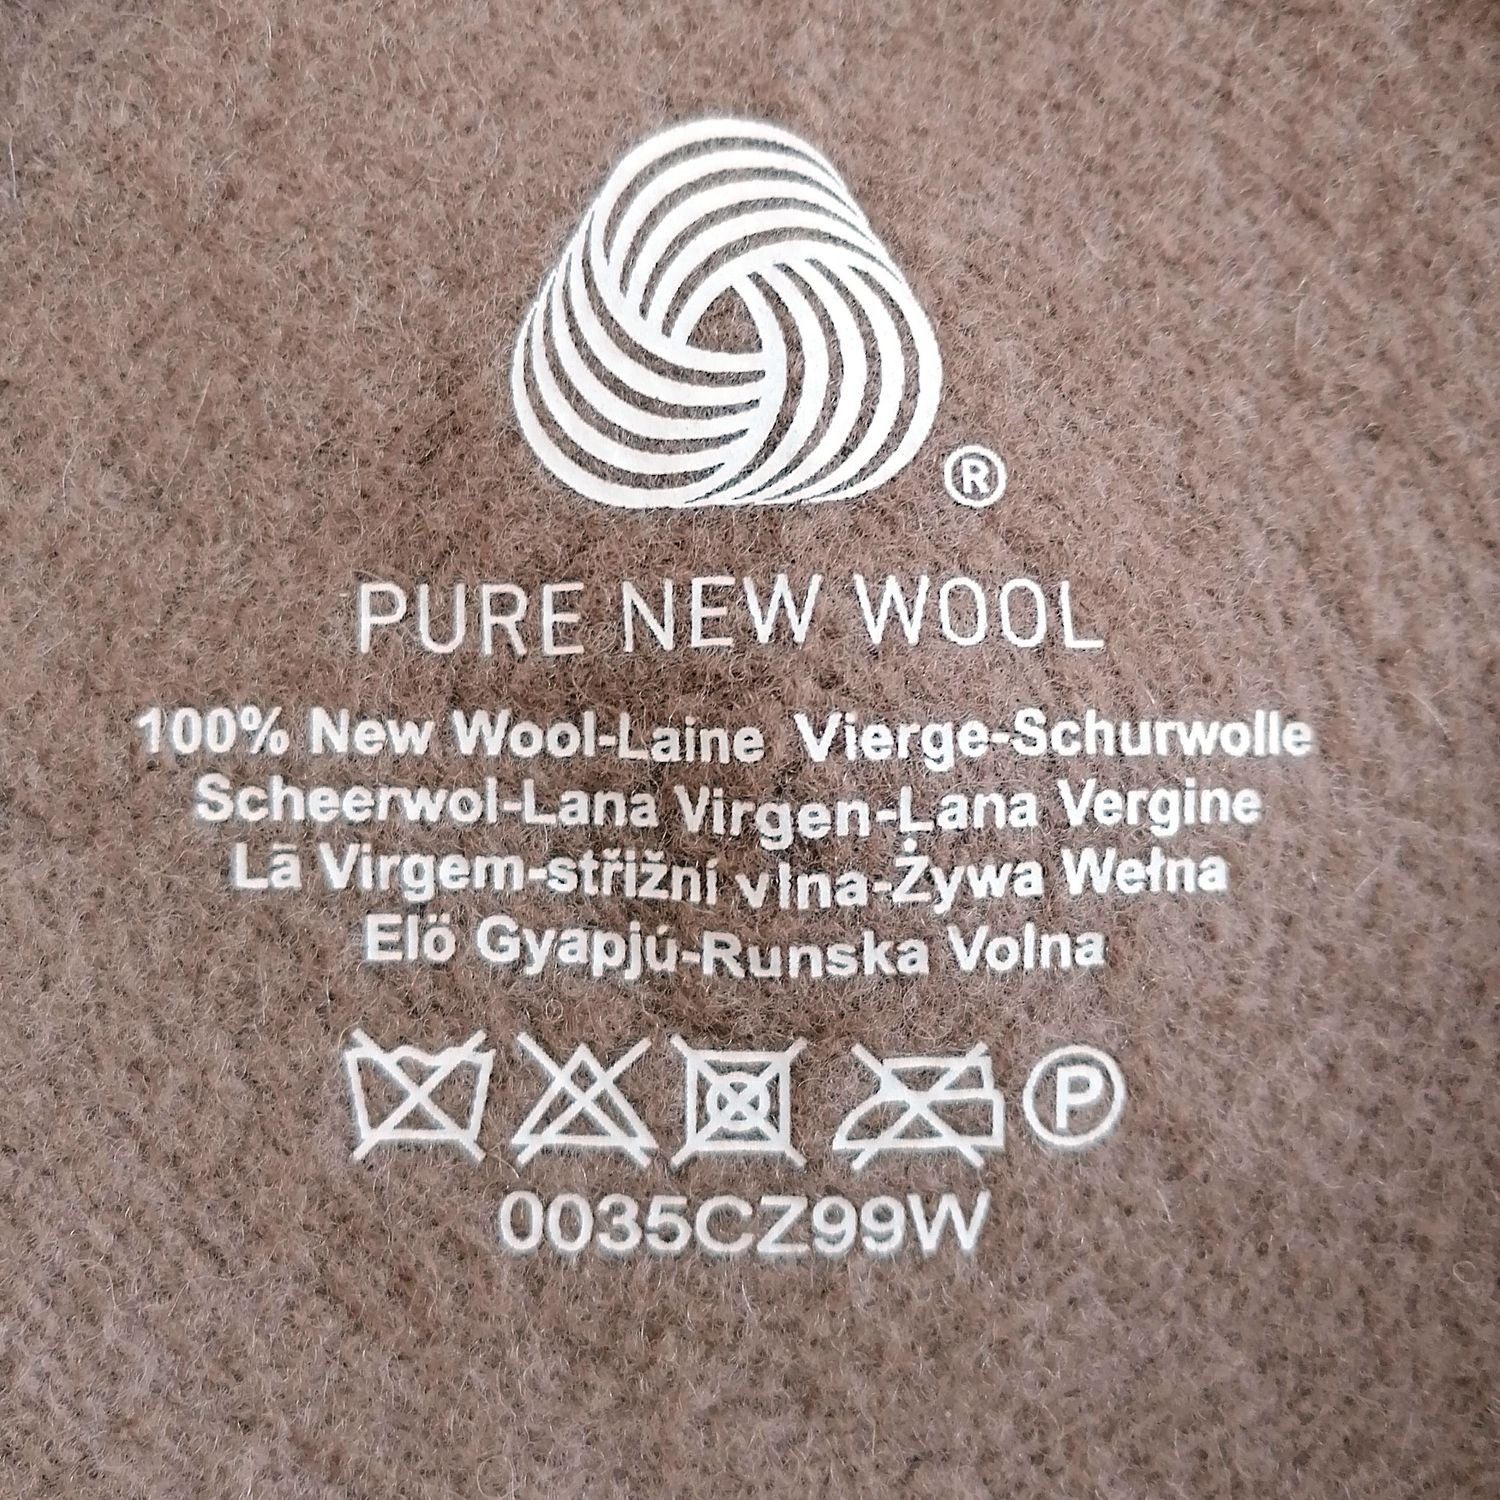 ®
PURE NEW WOOL
100% New Wool-Laine Vierge-Schurwolle
Scheerwol-Lana Virgen-Lana Vergine
Lā Virgem-střižní vlna-Żywa Wełna
Elö Gyapjú-Runska Volna
P
0035CZ99W